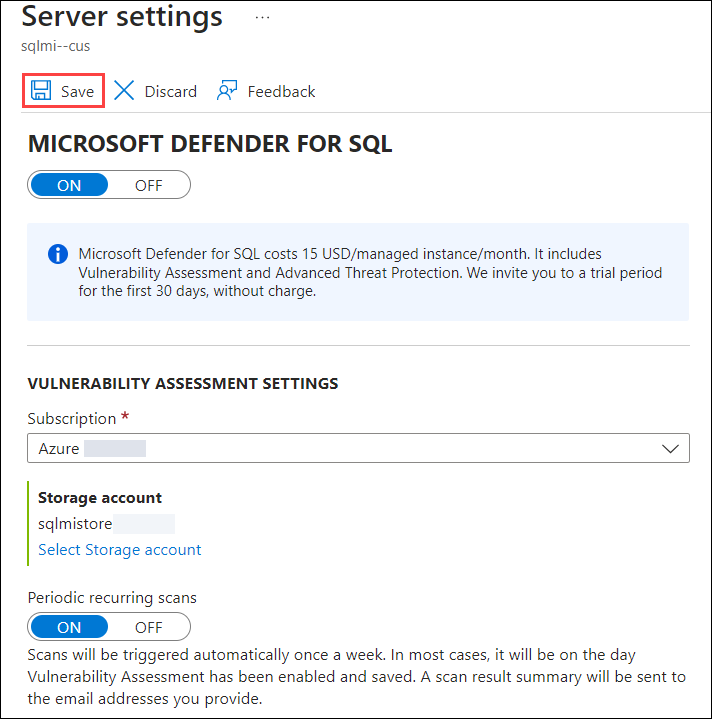 Server settings ...
sqlmi--cus
Save Discard Feedback
MICROSOFT DEFENDER FOR SQL
ON OFF
Microsoft Defender for SQL costs 15 USD/managed instance/month. It includes
Vulnerability Assessment and Advanced Threat Protection. We invite you to a trial period
for the first 30 days, without charge.
VULNERABILITY ASSESSMENT SETTINGS
Subscription *
Azure
Storage account
sqlmistore
Select Storage account
Periodic recurring scans
ON OFF
Scans will be triggered automatically once a week. In most cases, it will be on the day
Vulnerability Assessment has been enabled and saved. A scan result summary will be sent to
the email addresses you provide.